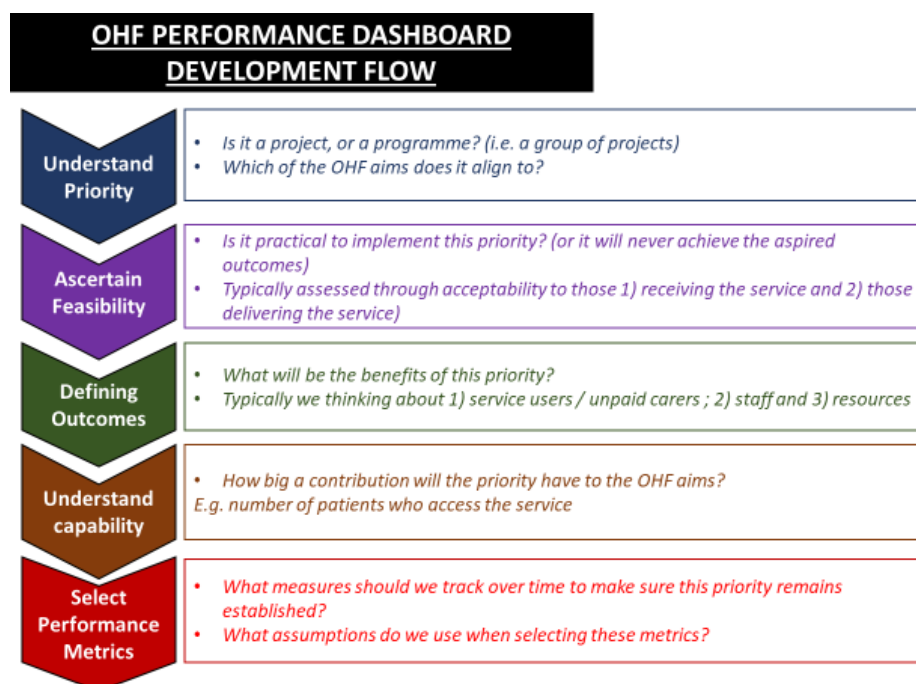 OHF PERFORMANCE DASHBOARD
DEVELOPMENT FLOW
Understand
Priority
• Is it a project, or a programme? (i.e. a group of projects)
• Which of the OHF aims does it align to?
Ascertain
Feasibility
• Is it practical to implement this priority? (or it will never achieve the aspired
outcomes)
• Typically assessed through acceptability to those 1) receiving the service and 2) those
delivering the service)
Defining
Outcomes
• What will be the benefits of this priority?
• Typically we thinking about 1) service users / unpaid carers ; 2) staff and 3) resources
Understand
capability
• How big a contribution will the priority have to the OHF aims?
E.g. number of patients who access the service
Select
Performance
Metrics
• What measures should we track over time to make sure this priority remains
established?
• What assumptions do we use when selecting these metrics?